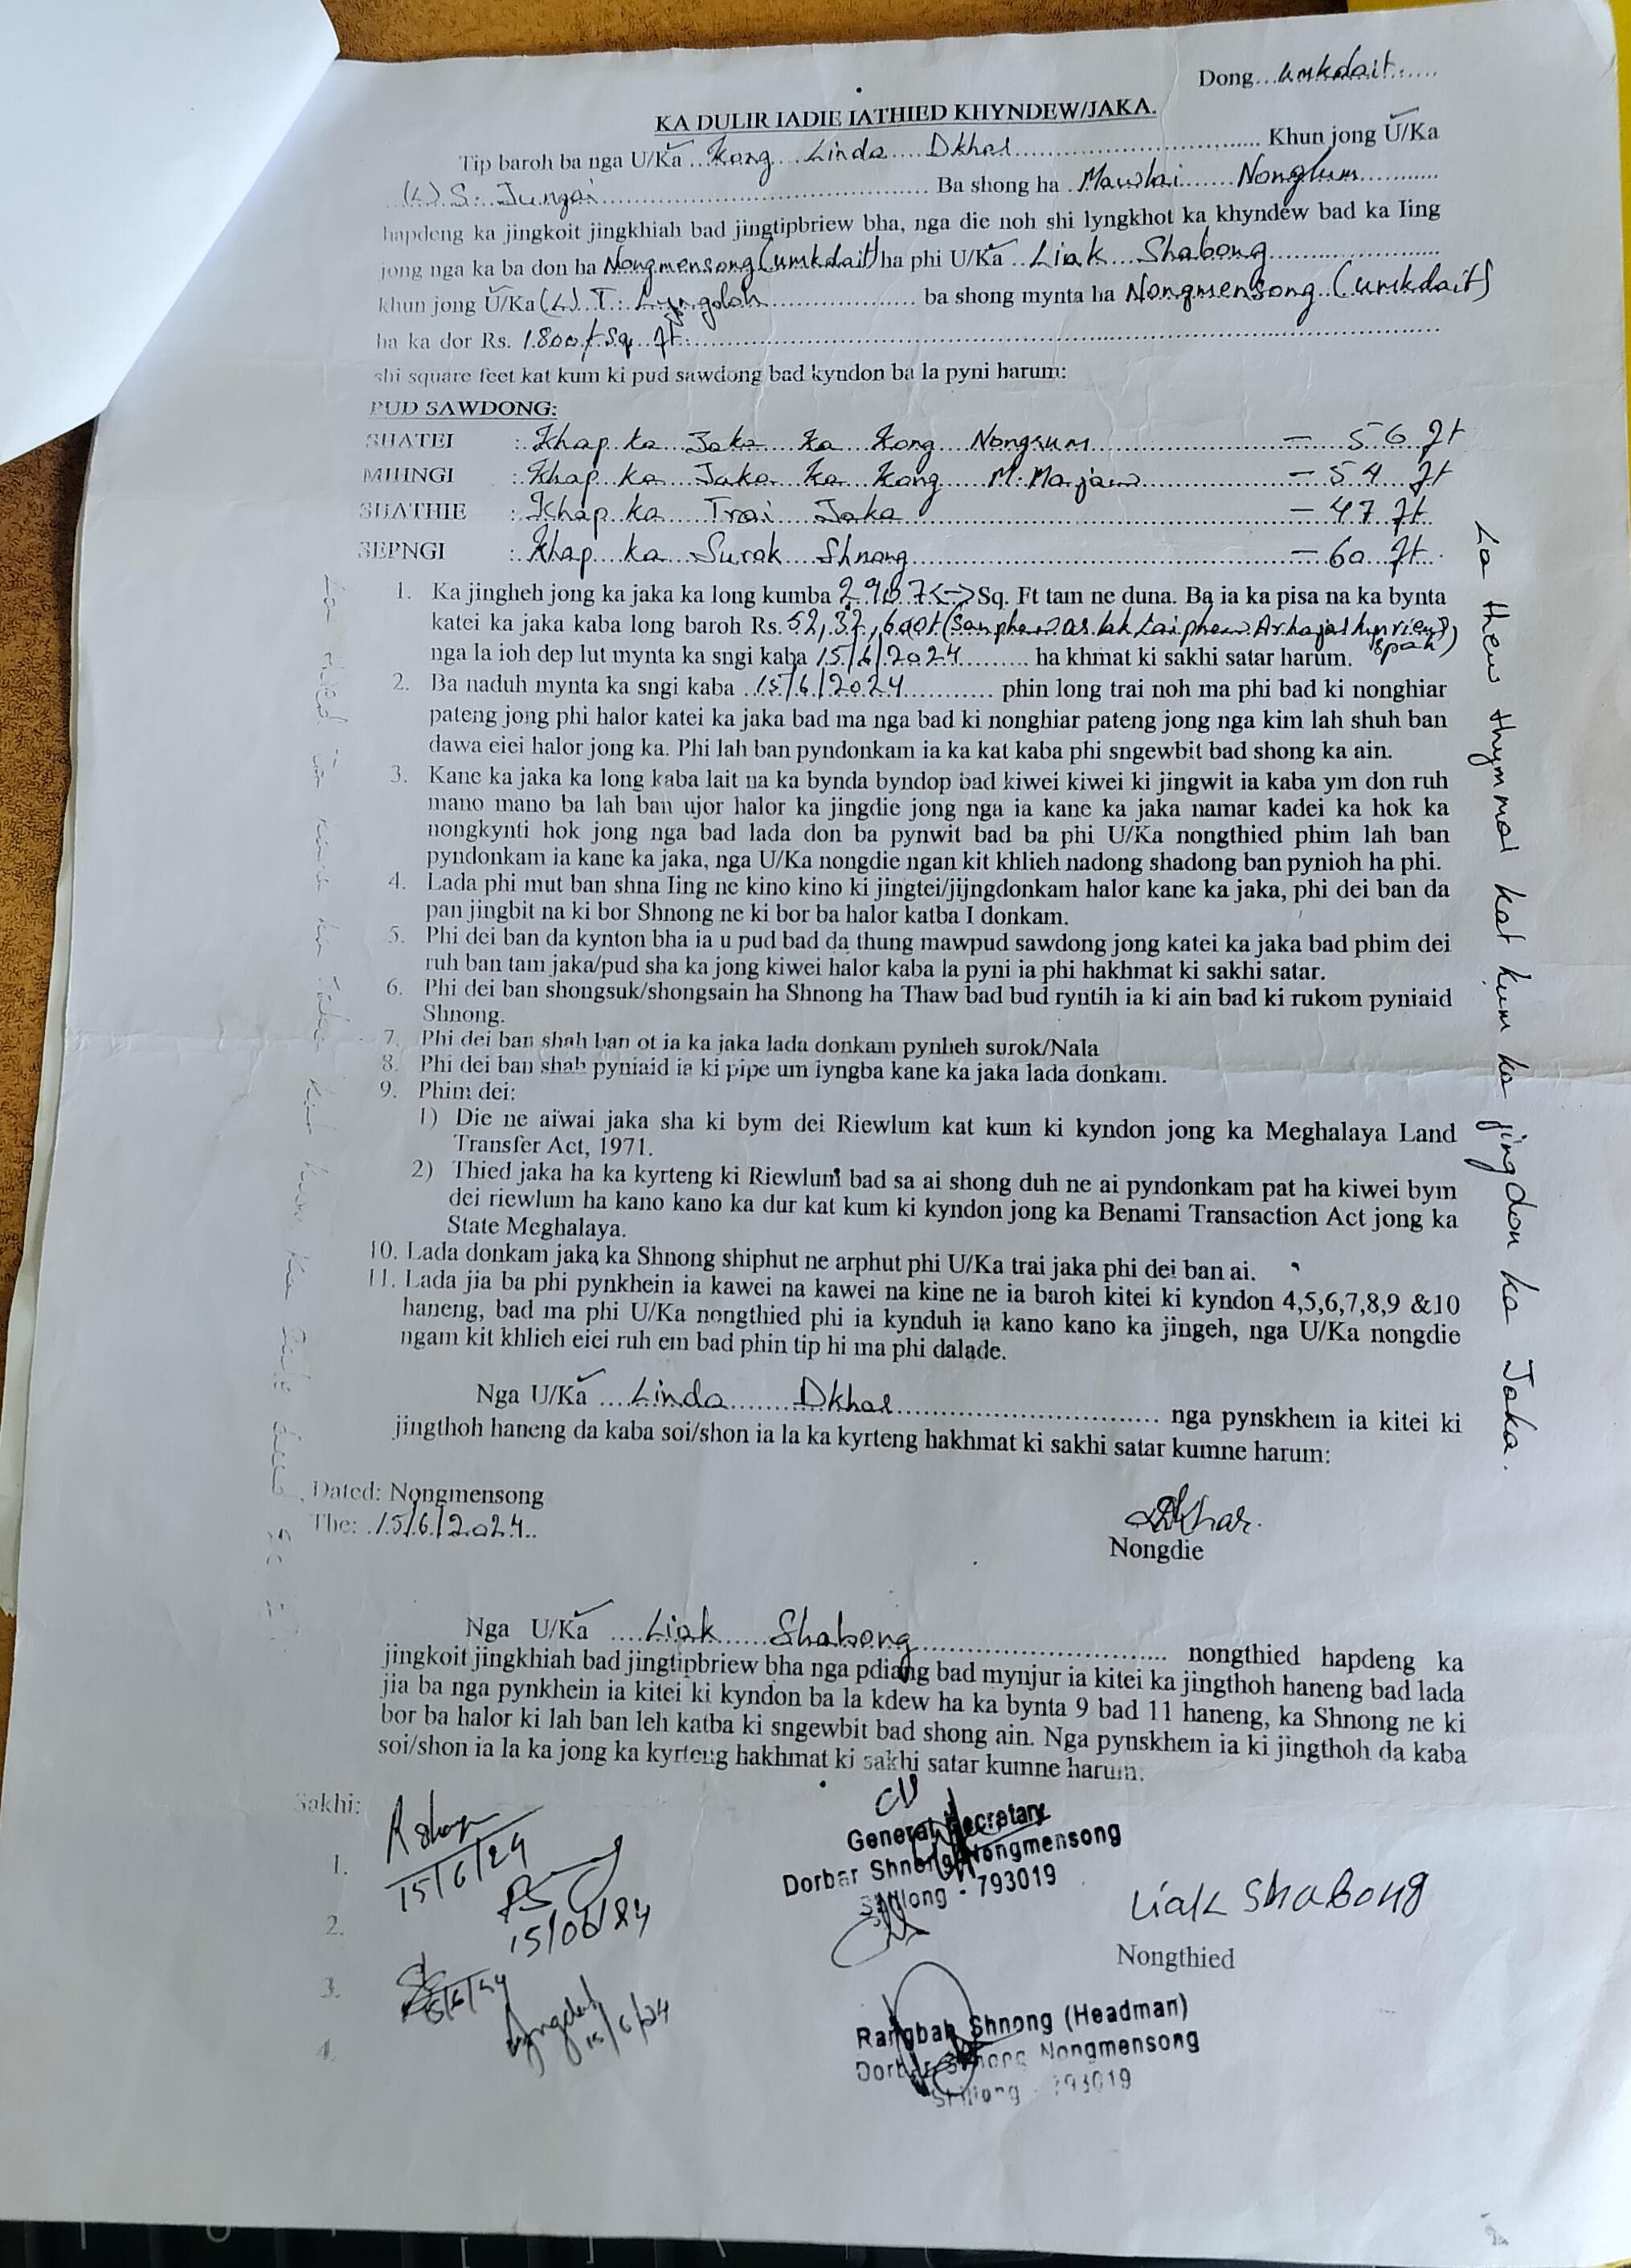 Dong...Umkdait......
KA DULIR IADIE IATHIED KHYNDEW/JAKA.
Tip baroh ba nga U/Ka ...Kong Linda Dkhar........................ Khun jong U/Ka
(L) S. Jungai........................ Ba shong ha .Mawlai Nonglum............
hapdeng ka jingkoit jingkhiah bad jingtipbriew bha, nga die noh shi lyngkhot ka khyndew bad ka Iing
jong nga ka ba don ha Nongmensong (umkdait) ha phi U/Ka ..Liak Shabong........................
khun jong U/Ka (L). T. ................ ba shong mynta ha Nongmensong (umkdait)
ha ka dor Rs. 1800/- Sq. ft.................................................
shi square feet kat kum ki pud sawdong bad kyndon ba la pyni harum:
PUD SAWDONG:
SHATEI : Khap ka Jaka ka Kong Nongrum................ – 56 ft
MIHNGI : Khap ka Jaka ka Kong M. Marjaw................ – 54 ft
SHATHIE : Khap ka Trai Jaka................ – 47 ft
SEPNGI : Khap ka Surok Shnong................ – 60 ft
1. Ka jingheh jong ka jaka ka long kumba 2907 <-> Sq. Ft tam ne duna. Ba ia ka pisa na ka bynta
katei ka jaka kaba long baroh Rs. 52,32,600/- (Sanphew ar lak Laiphew Arhajar hynriew
spah)
nga la ioh dep lut mynta ka sngi kaba 15/6/2024............ ha khmat ki sakhi satar harum.
2. Ba naduh mynta ka sngi kaba .15/6/2024............ phin long trai noh ma phi bad ki nonghiar
pateng jong phi halor katei ka jaka bad ma nga bad ki nonghiar pateng jong nga kim lah shuh ban
dawa eiei halor jong ka. Phi lah ban pyndonkam ia ka kat kaba phi sngewbit bad shong ka ain.
3. Kane ka jaka ka long kaba lait na ka bynda byndop bad kiwei kiwei ki jingwit ia kaba ym don ruh
mano mano ba lah ban ujor halor ka jingdie jong nga ia kane ka jaka namar kadei ka hok ka
nongkynti hok jong nga bad lada don ba pynwit bad ba phi U/Ka nongthied phim lah ban
pyndonkam ia kane ka jaka, nga U/Ka nongdie ngan kit khlieh nadong shadong ban pynioh ha phi.
4. Lada phi mut ban shna Iing ne kino kino ki jingtei/jijngdonkam halor kane ka jaka, phi dei ban da
pan jingbit na ki bor Shnong ne ki bor ba halor katba I donkam.
5. Phi dei ban da kynton bha ia u pud bad da thung mawpud sawdong jong katei ka jaka bad phim dei
ruh ban tam jaka/pud sha ka jong kiwei halor kaba la pyni ia phi hakhmat ki sakhi satar.
6. Phi dei ban shongsuk/shongsain ha Shnong ha Thaw bad bud ryntih ia ki ain bad ki rukom pyniaid
Shnong.
7. Phi dei ban shah ban ot ia ka jaka lada donkam pynheh surok/Nala
8. Phi dei ban shah pyniaid ia ki pipe um iyngba kane ka jaka lada donkam.
9. Phim dei:
1) Die ne aiwai jaka sha ki bym dei Riewlum kat kum ki kyndon jong ka Meghalaya Land
Transfer Act, 1971.
2) Thied jaka ha ka kyrteng ki Riewlum bad sa ai shong duh ne ai pyndonkam pat ha kiwei bym
dei riewlum ha kano kano ka dur kat kum ki kyndon jong ka Benami Transaction Act jong ka
State Meghalaya.
10. Lada donkam jaka ka Shnong shiphut ne arphut phi U/Ka trai jaka phi dei ban ai.
11. Lada jia ba phi pynkhein ia kawei na kawei na kine ne ia baroh kitei ki kyndon 4,5,6,7,8,9 &10
haneng, bad ma phi U/Ka nongthied phi ia kynduh ia kano kano ka jingeh, nga U/Ka nongdie
ngam kit khlieh eiei ruh em bad phin tip hi ma phi dalade.
Nga U/Ka ....Linda Dkhar........................ nga pynskhem ia kitei ki
jingthoh haneng da kaba soi/shon ia la ka kyrteng hakhmat ki sakhi satar kumne harum:
Dated: Nongmensong
The: .15/6/2024..
Dkhar.
Nongdie
Nga U/Ka ....Liak Shabong........................ nongthied hapdeng ka
jingkoit jingkhiah bad jingtipbriew bha nga pdiang bad mynjur ia kitei ka jingthoh haneng bad lada
jia ba nga pynkhein ia kitei ki kyndon ba la kdew ha ka bynta 9 bad 11 haneng, ka Shnong ne ki
bor ba halor ki lah ban leh katba ki sngewbit bad shong ain. Nga pynskhem ia ki jingthoh da kaba
soi/shon ia la ka jong ka kyrteng hakhmat ki sakhi satar kumne harum.
Sakhi:
1. 15/6/24
2. 15/06/24
3. 15/6/24
4. 15/6/24
General Secretary
Dorbar Shnong Nongmensong
Shillong - 793019
Liak Shabong
Nongthied
Rangbah Shnong (Headman)
Dorbar Shnong Nongmensong
Shillong - 793019
La thew thymmai kat kum ka jingdon ka Jaka.